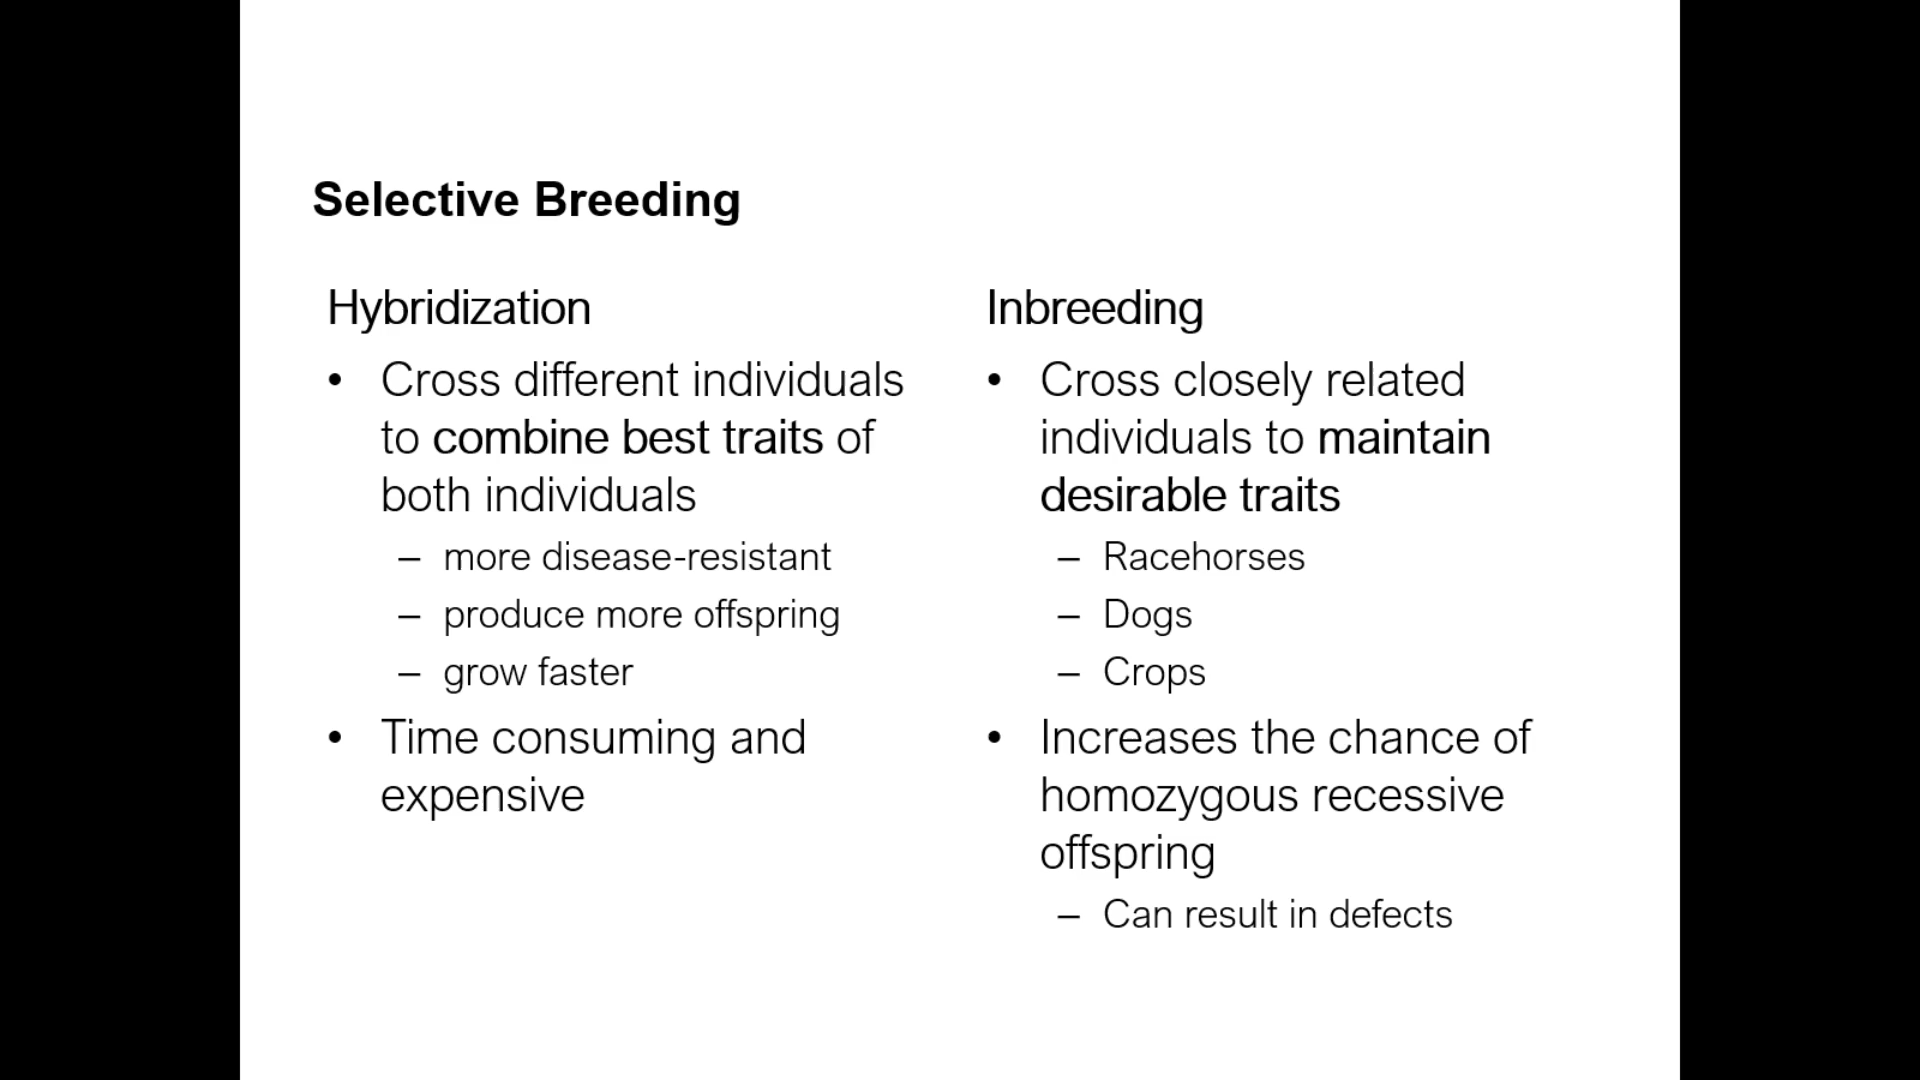 Selective Breeding
Hybridization
• Cross different individuals
to combine best traits of
both individuals
– more disease-resistant
– produce more offspring
– grow faster
• Time consuming and
expensive
Inbreeding
• Cross closely related
individuals to maintain
desirable traits
– Racehorses
– Dogs
– Crops
• Increases the chance of
homozygous recessive
offspring
– Can result in defects